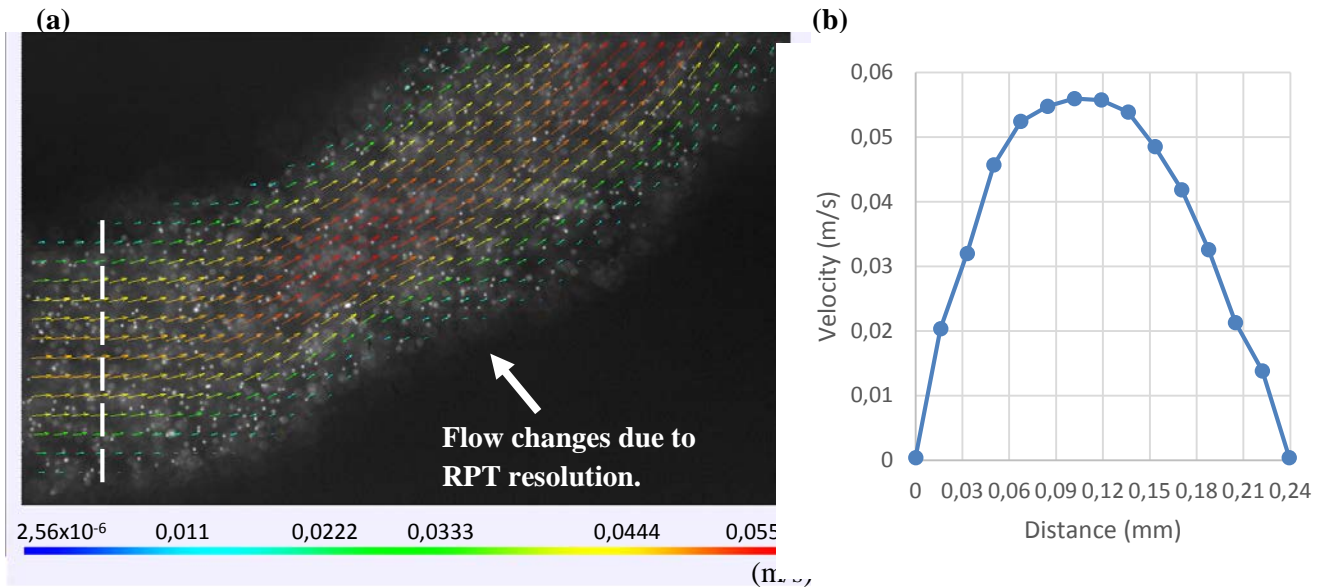 (a)
Flow changes due to
RPT resolution.
2,56x10⁻⁶ 0,011 0,0222 0,0333 0,0444 0,055
(m/s)
(b)
0,06
0,05
0,04
0,03
0,02
0,01
0
Velocity (m/s)
0 0,03 0,06 0,09 0,12 0,15 0,18 0,21 0,24
Distance (mm)